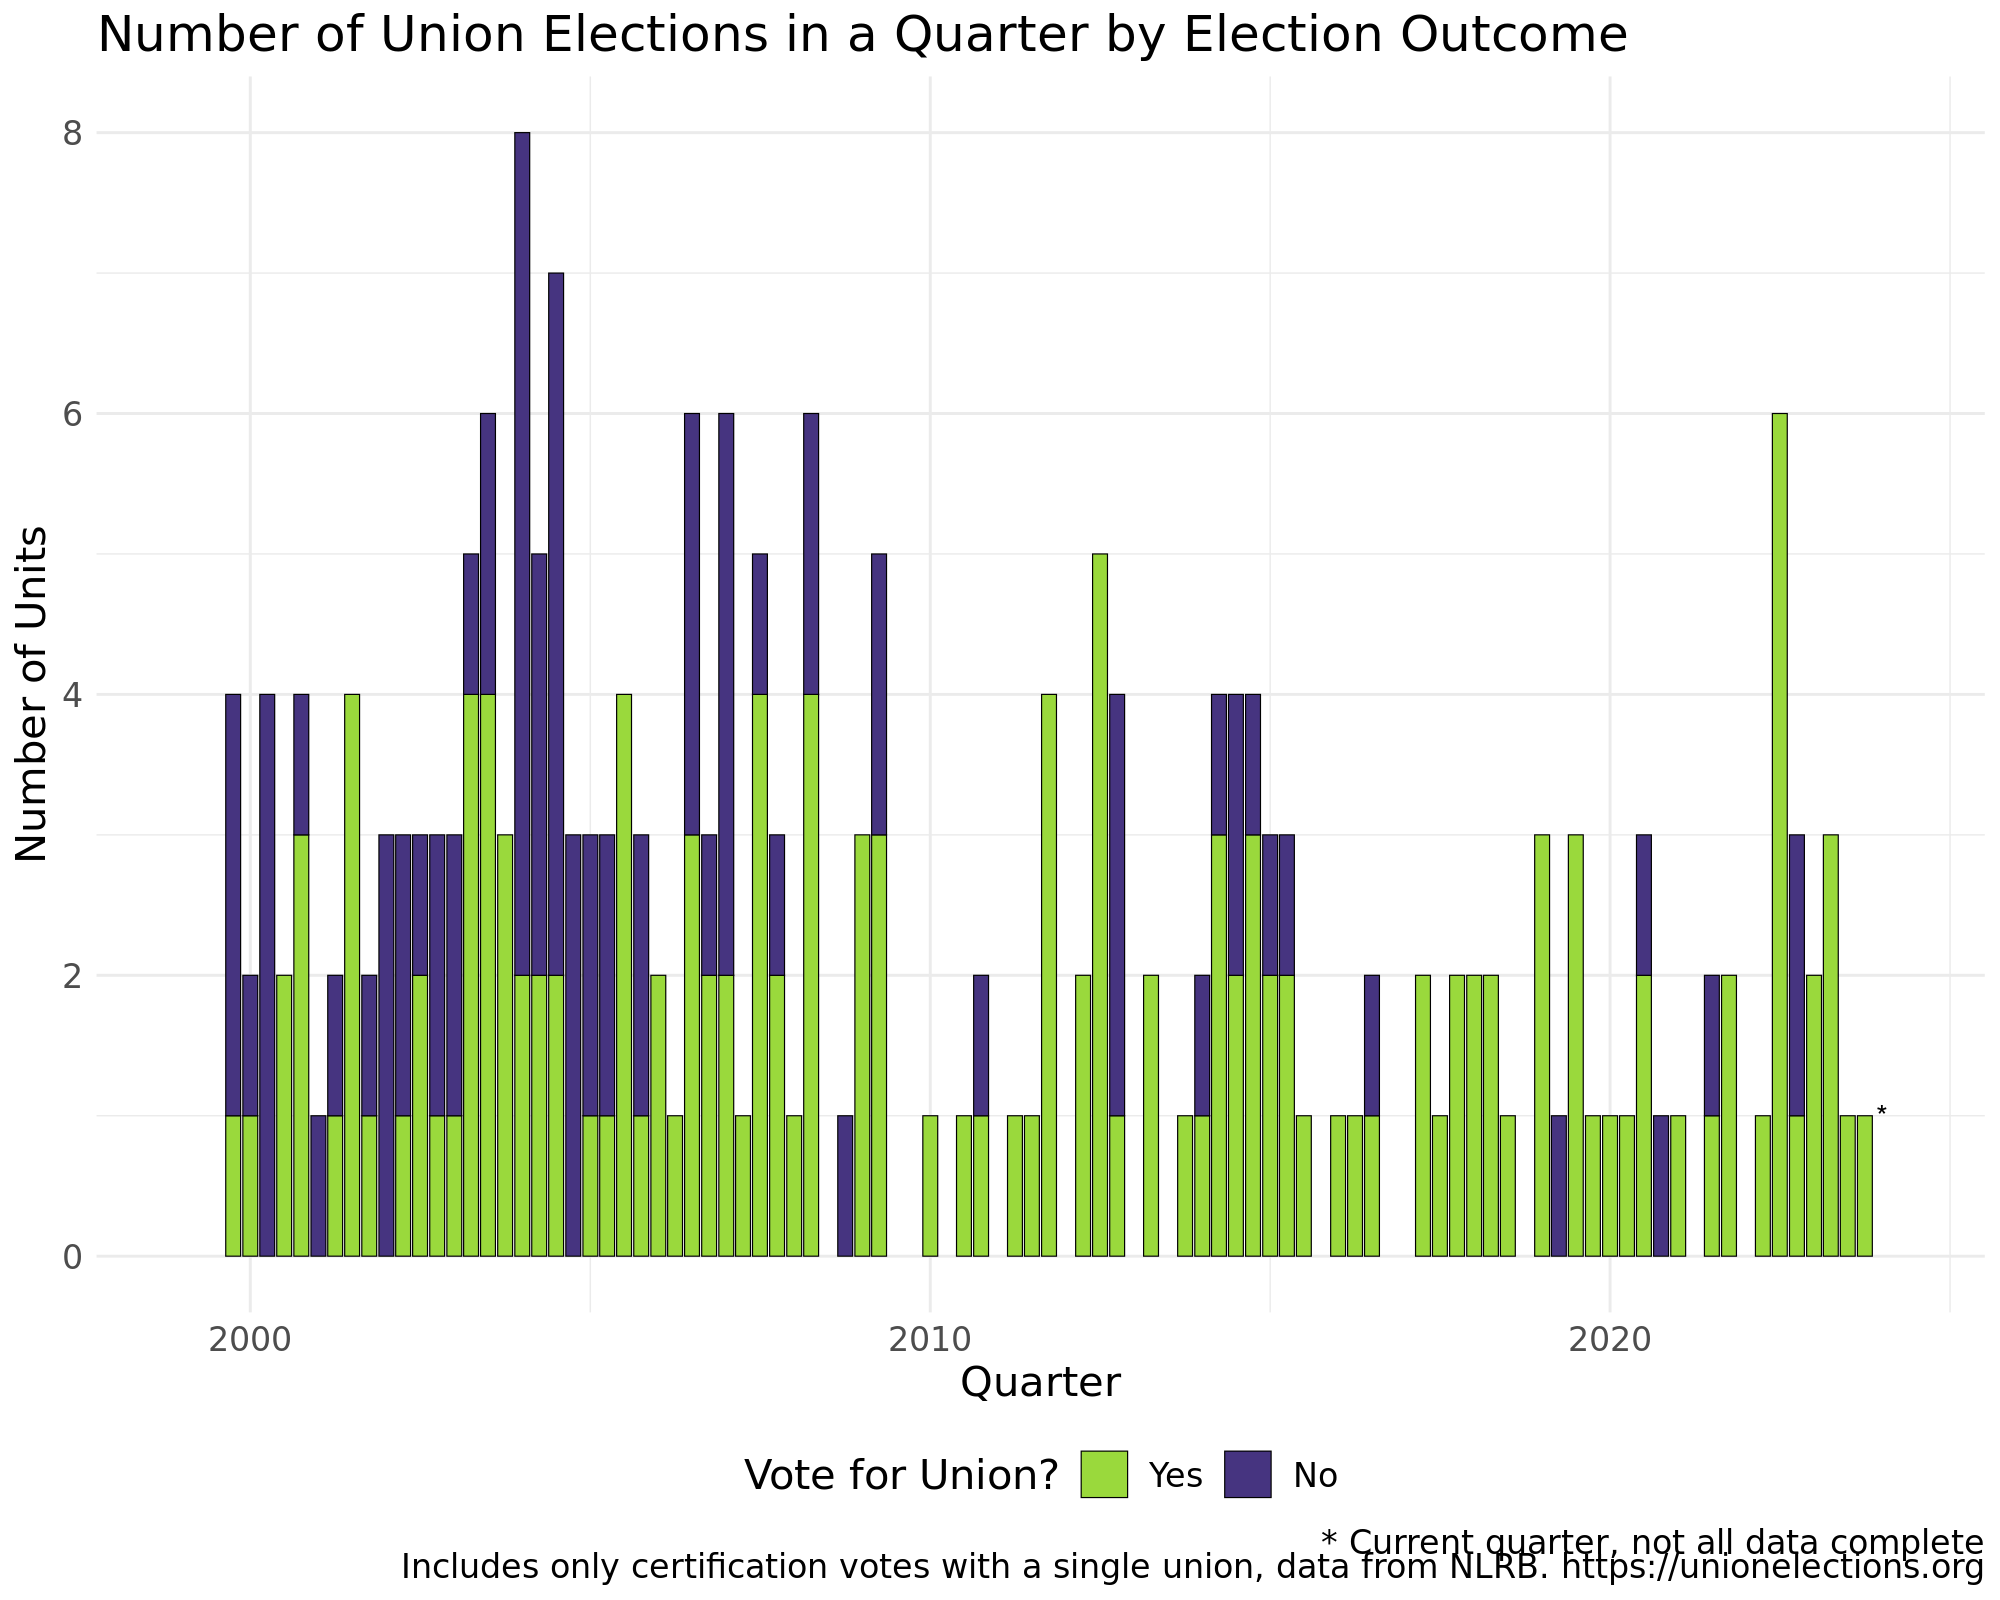 Number of Union Elections in a Quarter by Election Outcome
Number of Units
8
6
4
2
0
*
2000 2010 2020
Quarter
Vote for Union? Yes No
* Current quarter, not all data complete
Includes only certification votes with a single union, data from NLRB. https://unionelections.org